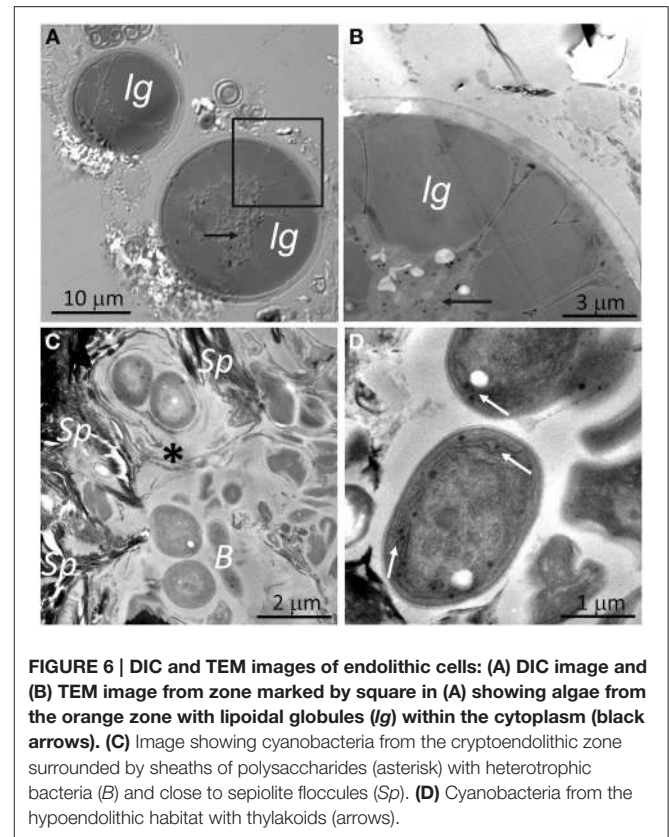 A
B
lg
lg
lg
10 μm
3 μm
C
D
Sp
Sp
*
Sp
B
2 μm
1 μm
FIGURE 6 | DIC and TEM images of endolithic cells: (A) DIC image and
(B) TEM image from zone marked by square in (A) showing algae from
the orange zone with lipoidal globules (lg) within the cytoplasm (black
arrows). (C) Image showing cyanobacteria from the cryptoendolithic zone
surrounded by sheaths of polysaccharides (asterisk) with heterotrophic
bacteria (B) and close to sepiolite floccules (Sp). (D) Cyanobacteria from the
hypoendolithic habitat with thylakoids (arrows).